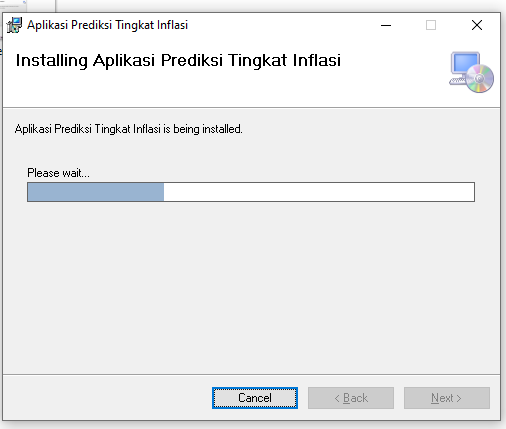 Aplikasi Prediksi Tingkat Inflasi
Installing Aplikasi Prediksi Tingkat Inflasi
Aplikasi Prediksi Tingkat Inflasi is being installed.
Please wait...
Cancel
< Back
Next >